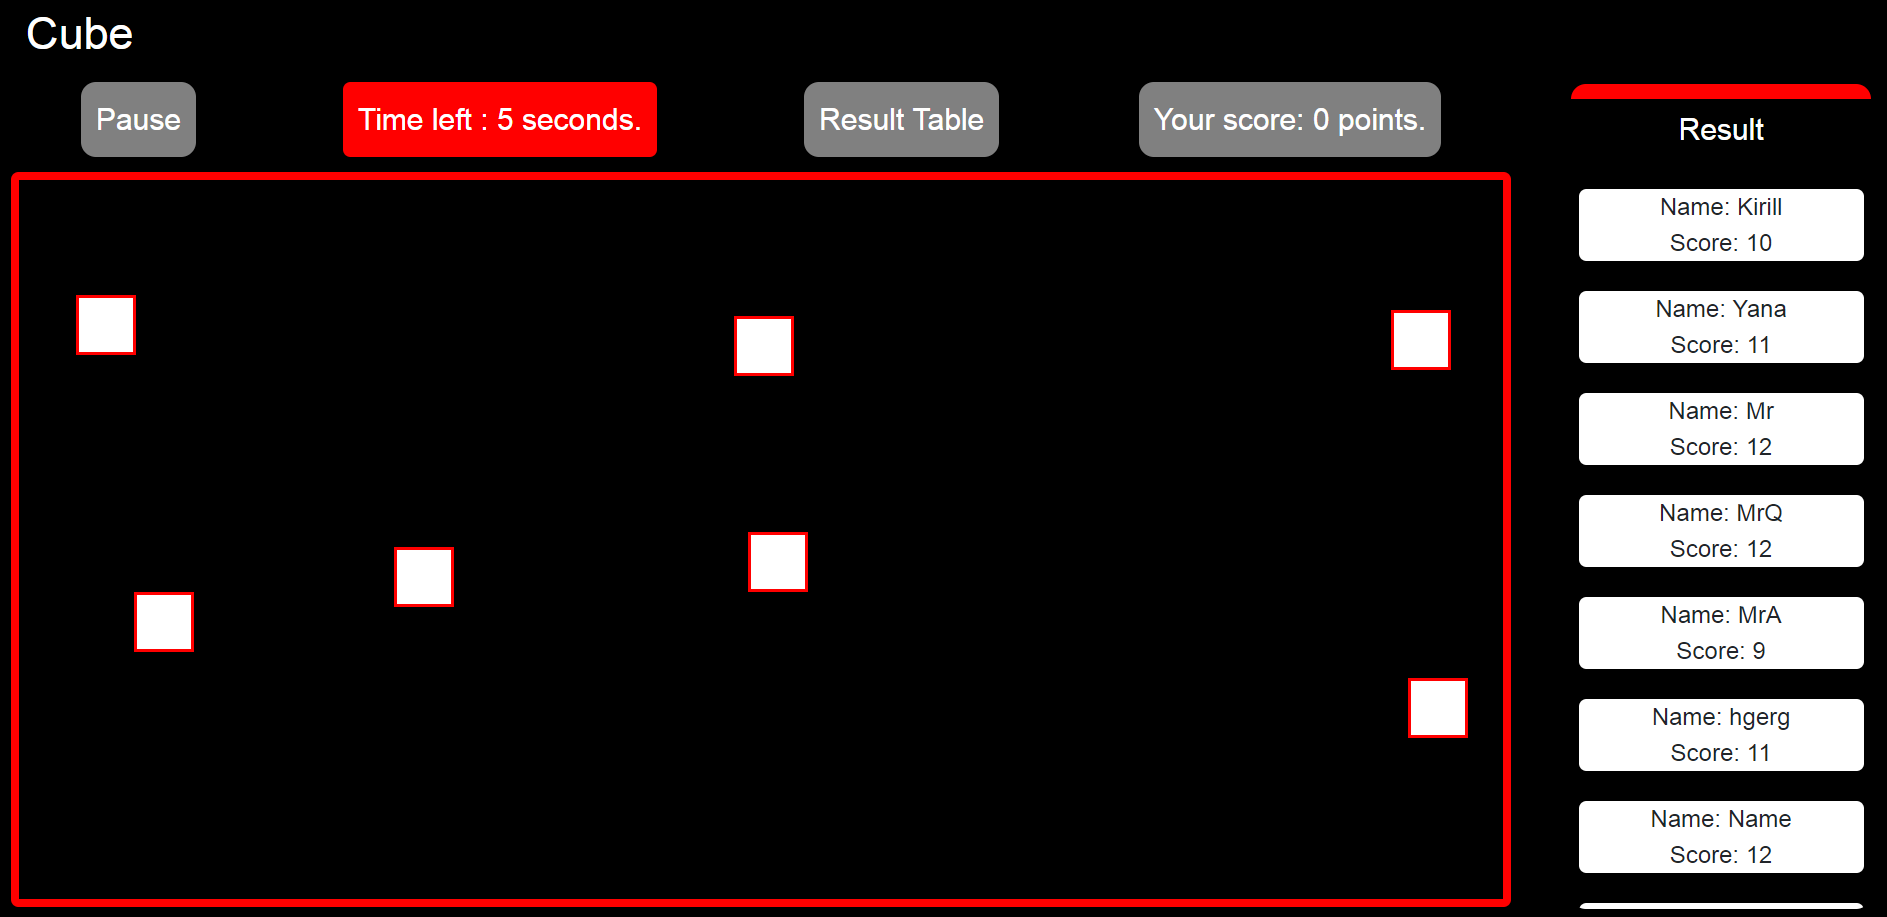 Cube
Pause
Time left : 5 seconds.
Result Table
Your score: 0 points.
Result
Name: Kirill
Score: 10
Name: Yana
Score: 11
Name: Mr
Score: 12
Name: MrQ
Score: 12
Name: MrA
Score: 9
Name: hgerg
Score: 11
Name: Name
Score: 12